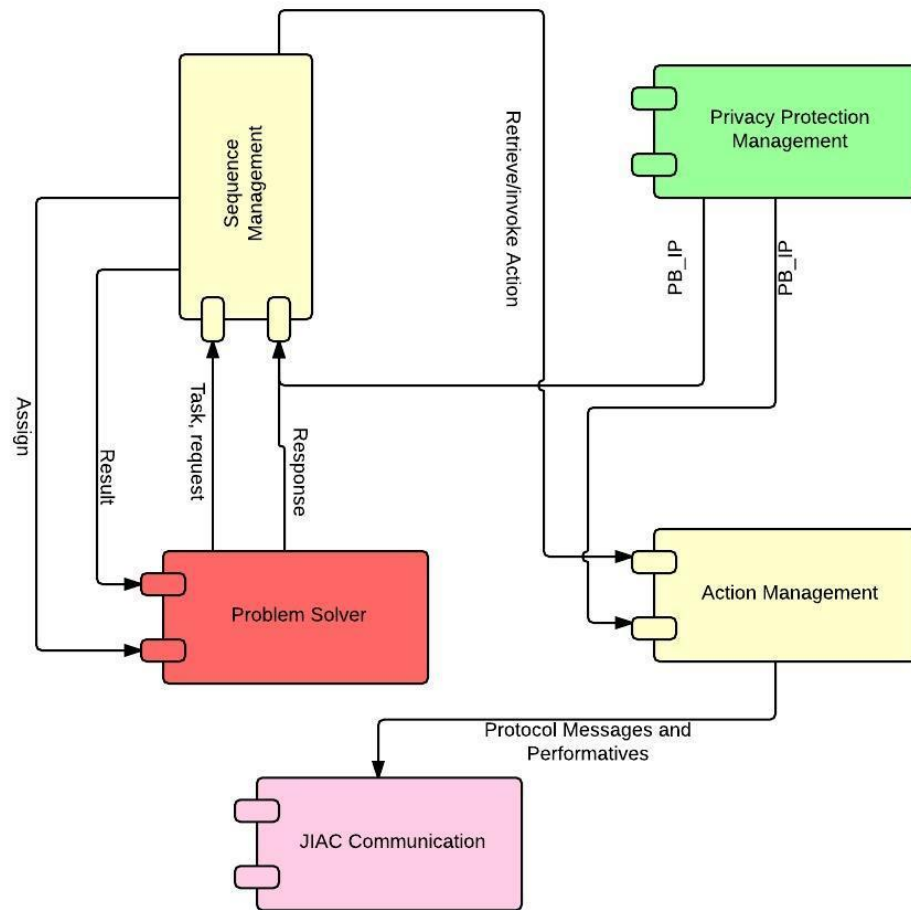 Sequence
Management
Retrieve/invoke Action
Privacy Protection
Management
PB_IP
PB_IP
Assign
Result
Task, request
Response
Problem Solver
Action Management
Protocol Messages and
Performatives
JIAC Communication